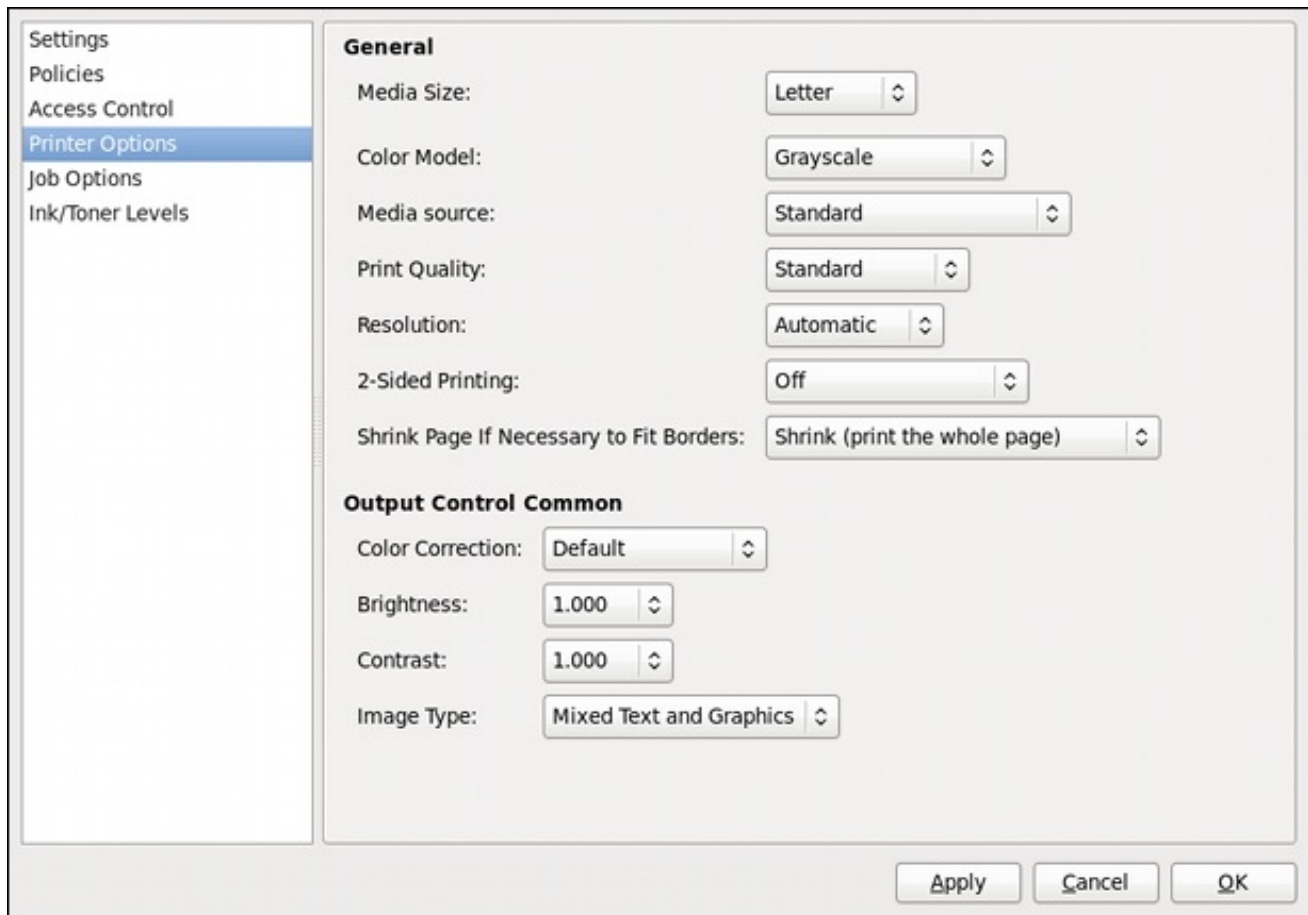 Settings
Policies
Access Control
Printer Options
Job Options
Ink/Toner Levels
General
Media Size: Letter
Color Model: Grayscale
Media source: Standard
Print Quality: Standard
Resolution: Automatic
2-Sided Printing: Off
Shrink Page If Necessary to Fit Borders: Shrink (print the whole page)
Output Control Common
Color Correction: Default
Brightness: 1.000
Contrast: 1.000
Image Type: Mixed Text and Graphics
Apply Cancel OK